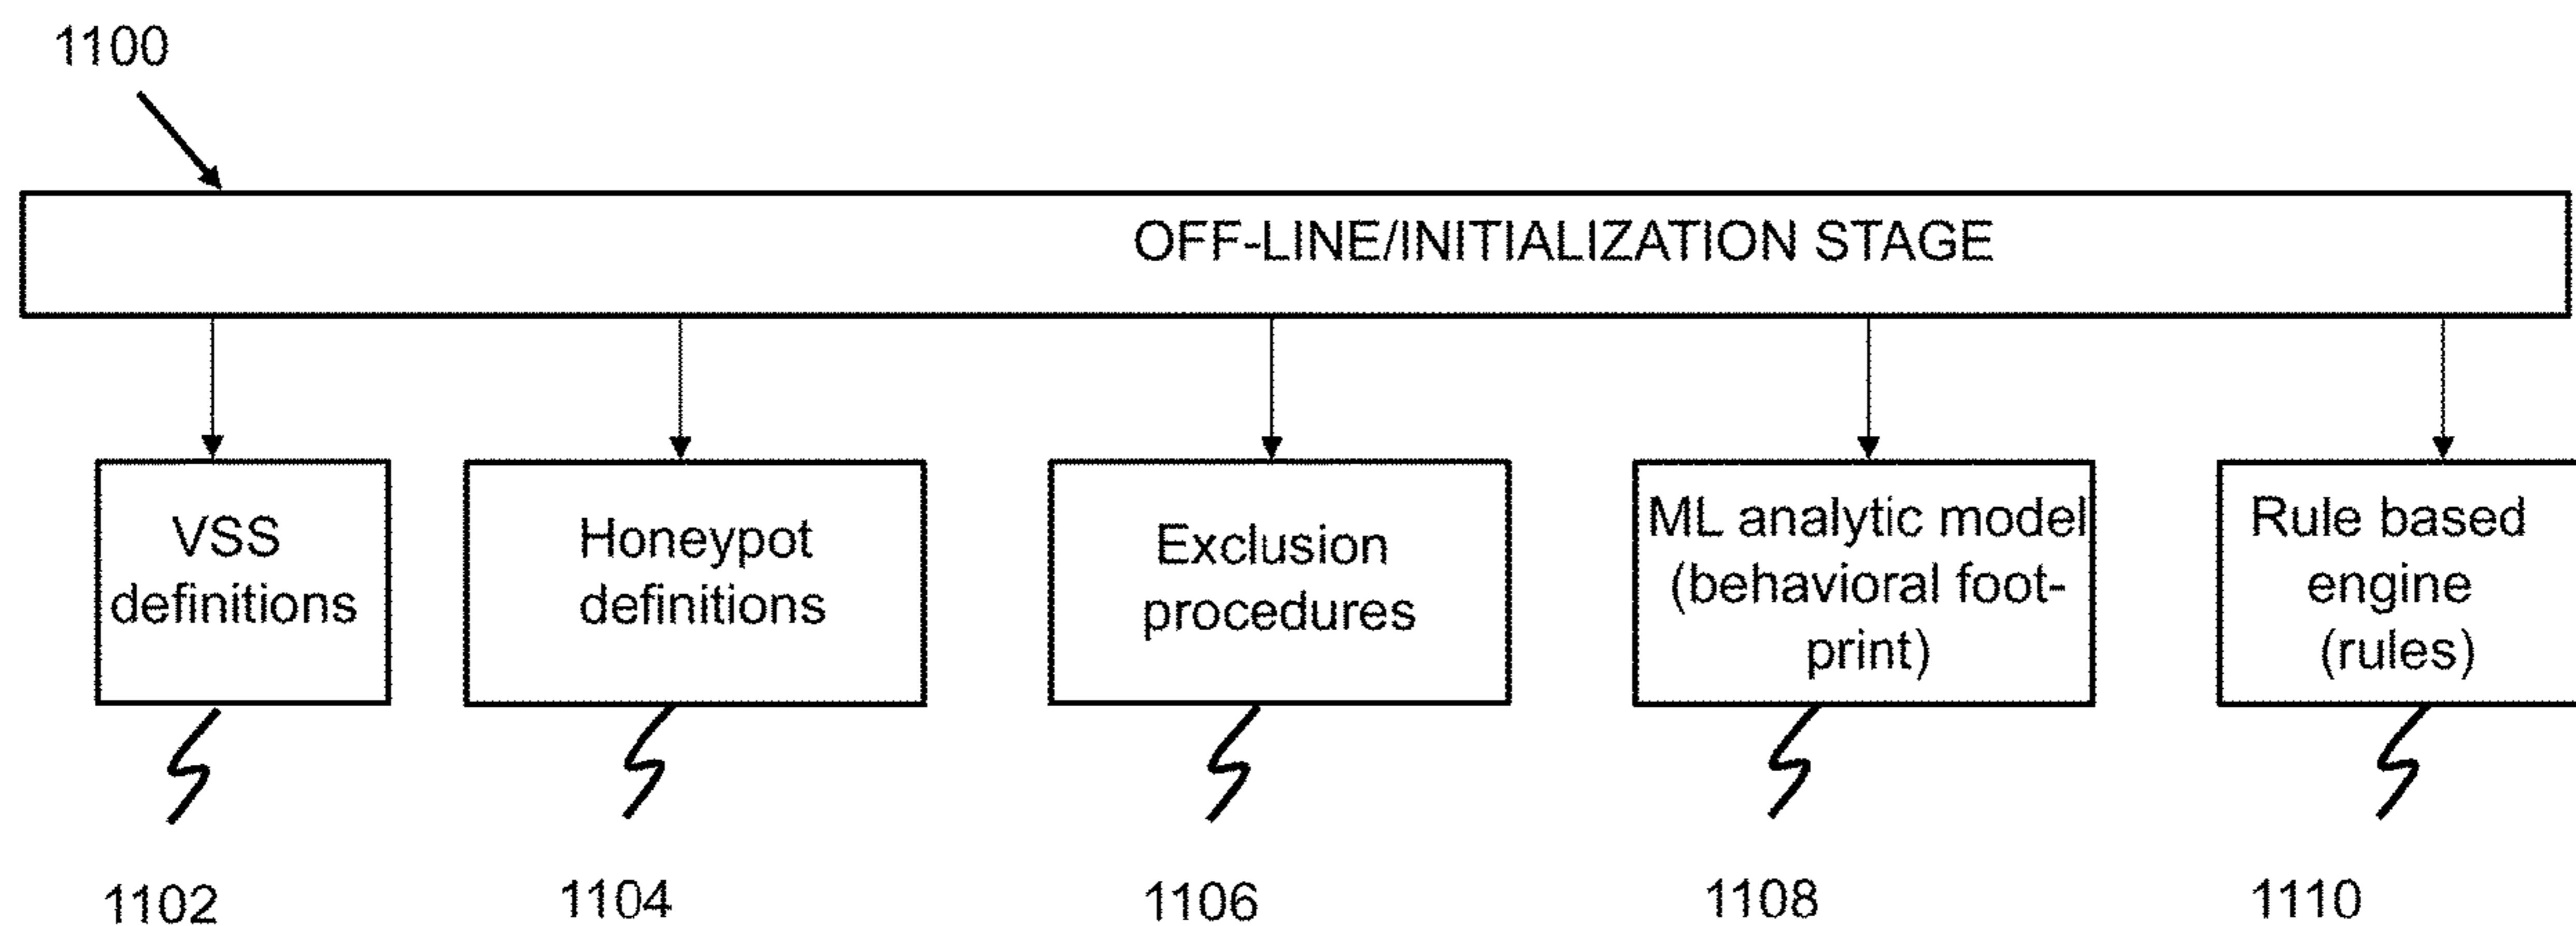 1100
OFF-LINE/INITIALIZATION STAGE
VSS
definitions
Honeypot
definitions
Exclusion
procedures
ML analytic model
(behavioral foot-
print)
Rule based
engine
(rules)
1102
1104
1106
1108
1110